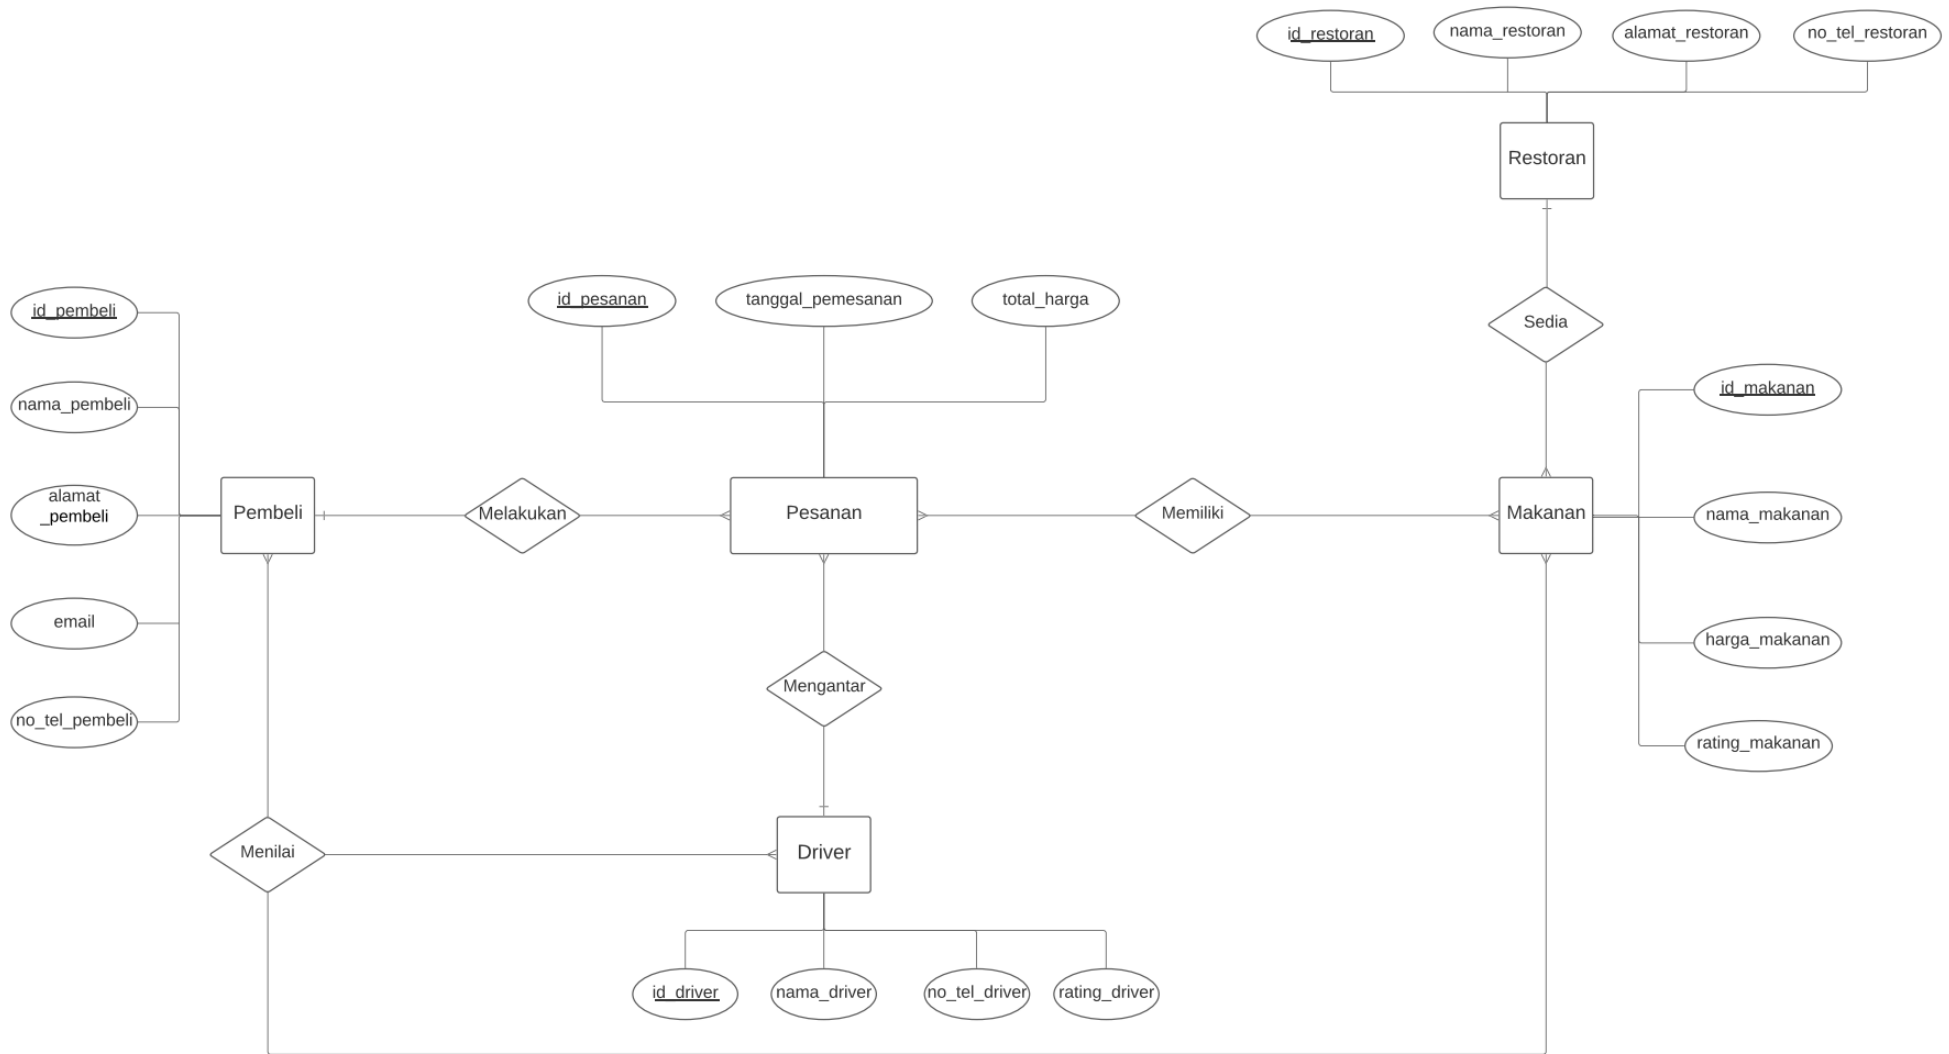 id_restoran
nama_restoran
alamat_restoran
no_tel_restoran
Restoran
id_pembeli
id_pesanan
tanggal_pemesanan
total_harga
Sedia
id_makanan
nama_pembeli
alamat
_pembeli
Pembeli
Melakukan
Pesanan
Memiliki
Makanan
nama_makanan
email
harga_makanan
Mengantar
no_tel_pembeli
rating_makanan
Menilai
Driver
id_driver
nama_driver
no_tel_driver
rating_driver